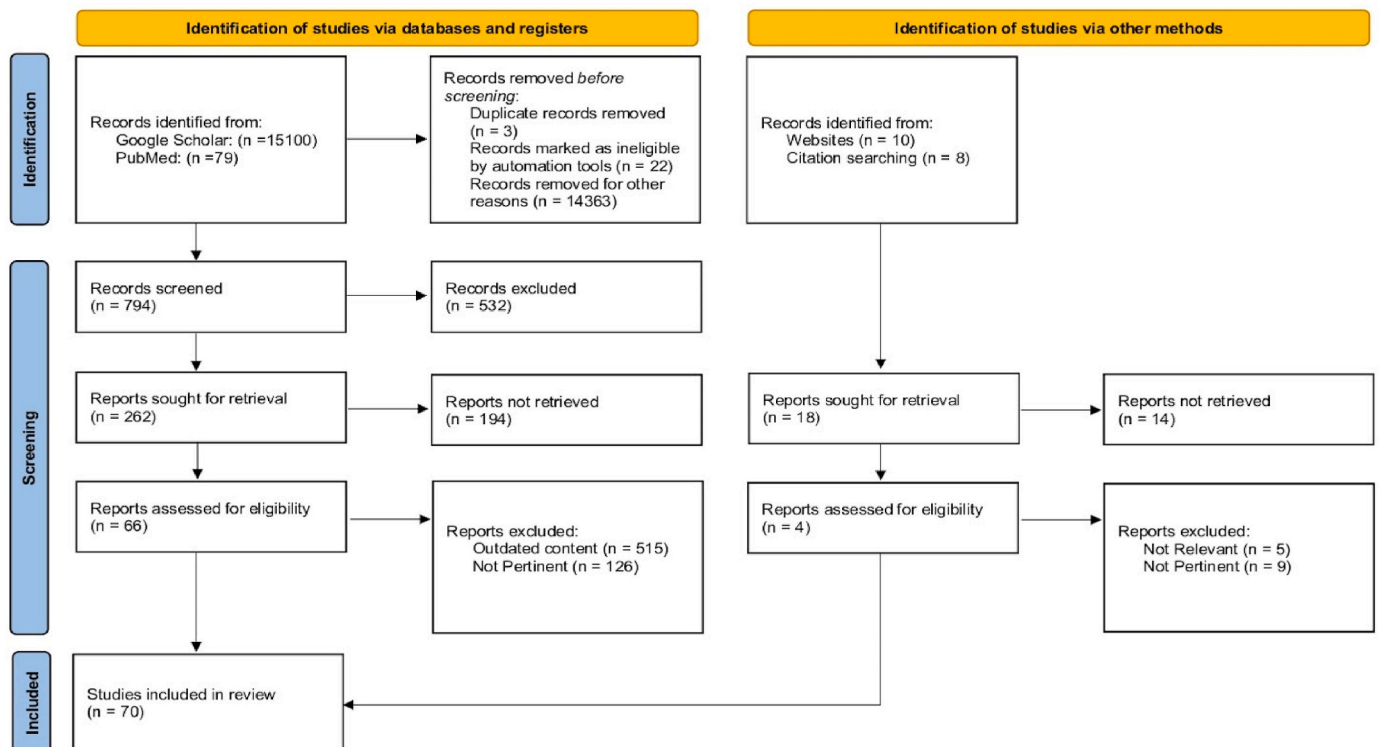 Identification of studies via databases and registers
Identification of studies via other methods
Identification
Records identified from:
Google Scholar: (n =15100)
PubMed: (n =79)
Records removed before
screening:
Duplicate records removed
(n = 3)
Records marked as ineligible
by automation tools (n = 22)
Records removed for other
reasons (n = 14363)
Records identified from:
Websites (n = 10)
Citation searching (n = 8)
Screening
Records screened
(n = 794)
Records excluded
(n = 532)
Reports sought for retrieval
(n = 262)
Reports not retrieved
(n = 194)
Reports sought for retrieval
(n = 18)
Reports not retrieved
(n = 14)
Reports assessed for eligibility
(n = 66)
Reports excluded:
Outdated content (n = 515)
Not Pertinent (n = 126)
Reports assessed for eligibility
(n = 4)
Reports excluded:
Not Relevant (n = 5)
Not Pertinent (n = 9)
Included
Studies included in review
(n = 70)